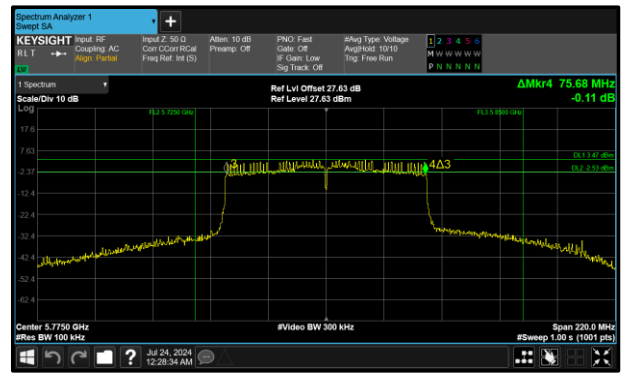 Spectrum Analyzer 1
Swept SA
+
KEYSIGHT
RLT
LXI
Input: RF
Coupling: AC
Align: Partial
Input Z: 50 Ω
Corr CCorr RCal
Freq Ref: Int (S)
Atten: 10 dB
Preamp: Off
PNO: Fast
Gate: Off
IF Gain: Low
Sig Track: Off
#Avg Type: Voltage
Avg|Hold: 10/10
Trig: Free Run
1 2 3 4 5 6
M W W W W W
P N N N N N
1 Spectrum
Scale/Div 10 dB
Ref Lvl Offset 27.63 dB
Ref Level 27.63 dBm
ΔMkr4 75.68 MHz
-0.11 dB
Log
FL2 5.7250 GHz
FL3 5.8500 GHz
17.6
7.63
DL1 3.47 dBm
3
4Δ3
-2.37
DL2 -2.53 dBm
-12.4
-22.4
-32.4
-42.4
-52.4
-62.4
Center 5.7750 GHz
#Video BW 300 kHz
Span 220.0 MHz
#Res BW 100 kHz
#Sweep 1.00 s (1001 pts)
?
Jul 24, 2024
12:28:34 AM